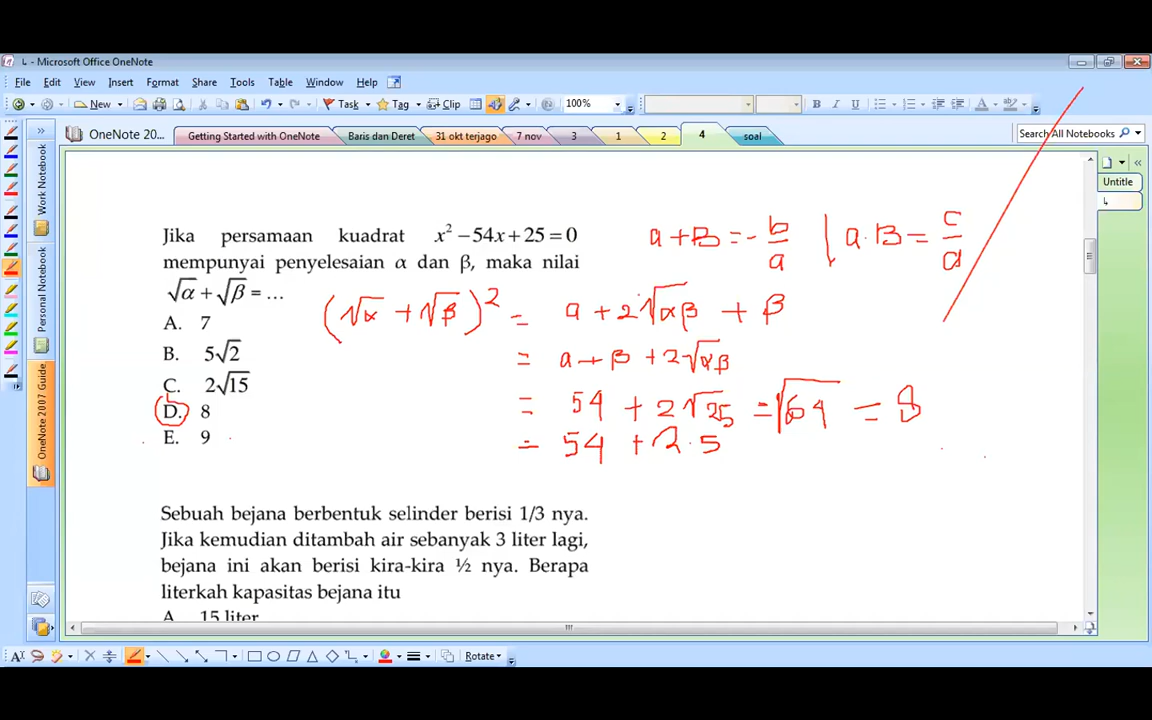 L - Microsoft Office OneNote
File Edit View Insert Format Share Tools Table Window Help
New Task Tag Clip 100% B I U
OneNote 20... Getting Started with OneNote Baris dan Deret 31 okt terjago 7 nov 3 1 2 4 soal Search All Notebooks
Work Notebook
Personal Notebook
OneNote 2007 Guide
Untitle
Jika persamaan kuadrat x² − 54x + 25 = 0
mempunyai penyelesaian α dan β, maka nilai
√α + √β = ...
A. 7
B. 5√2
C. 2√15
D. 8
E. 9
a + B = - b/a | a . B = c/a
(√α + √β)² = a + 2√αβ + β
= a + β + 2√αβ
= 54 + 2√25 = √64 = 8
= 54 + 2.5
Sebuah bejana berbentuk selinder berisi 1/3 nya.
Jika kemudian ditambah air sebanyak 3 liter lagi,
bejana ini akan berisi kira-kira ½ nya. Berapa
literkah kapasitas bejana itu
A. 15 liter
Rotate